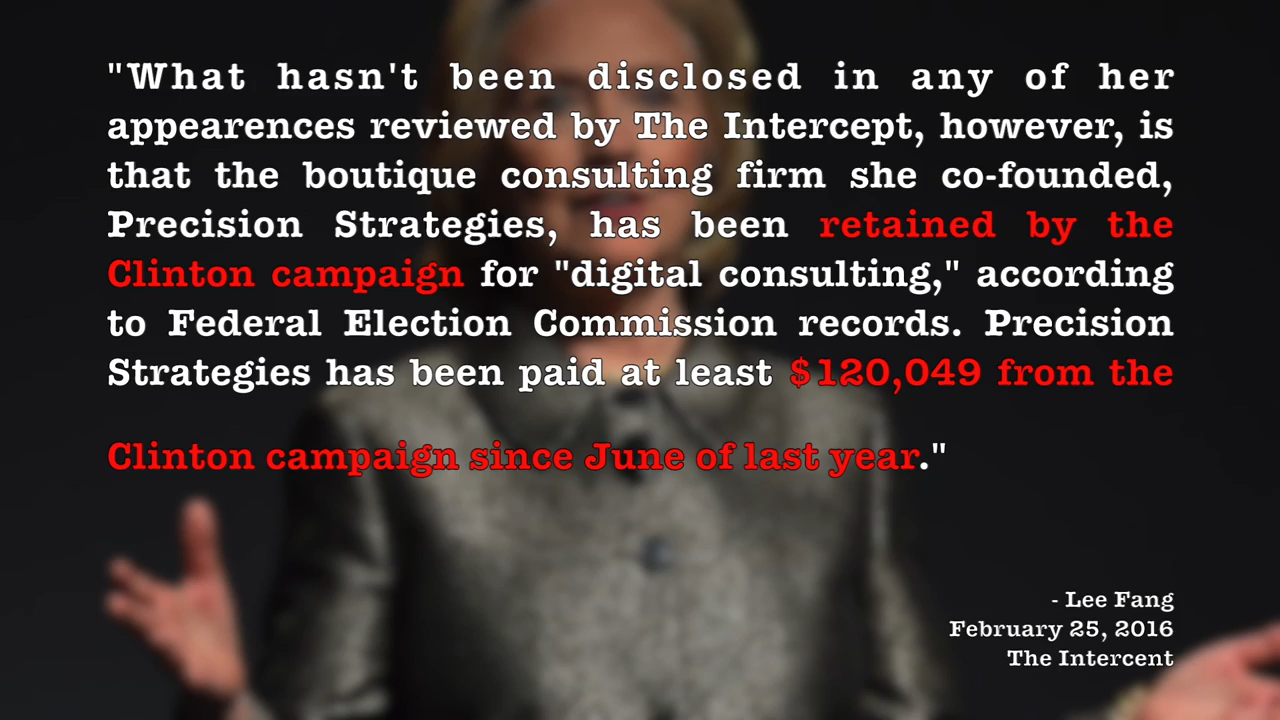 "What hasn't been disclosed in any of her
appearences reviewed by The Intercept, however, is
that the boutique consulting firm she co-founded,
Precision Strategies, has been retained by the
Clinton campaign for "digital consulting," according
to Federal Election Commission records. Precision
Strategies has been paid at least $120,049 from the
Clinton campaign since June of last year."
- Lee Fang
February 25, 2016
The Intercent